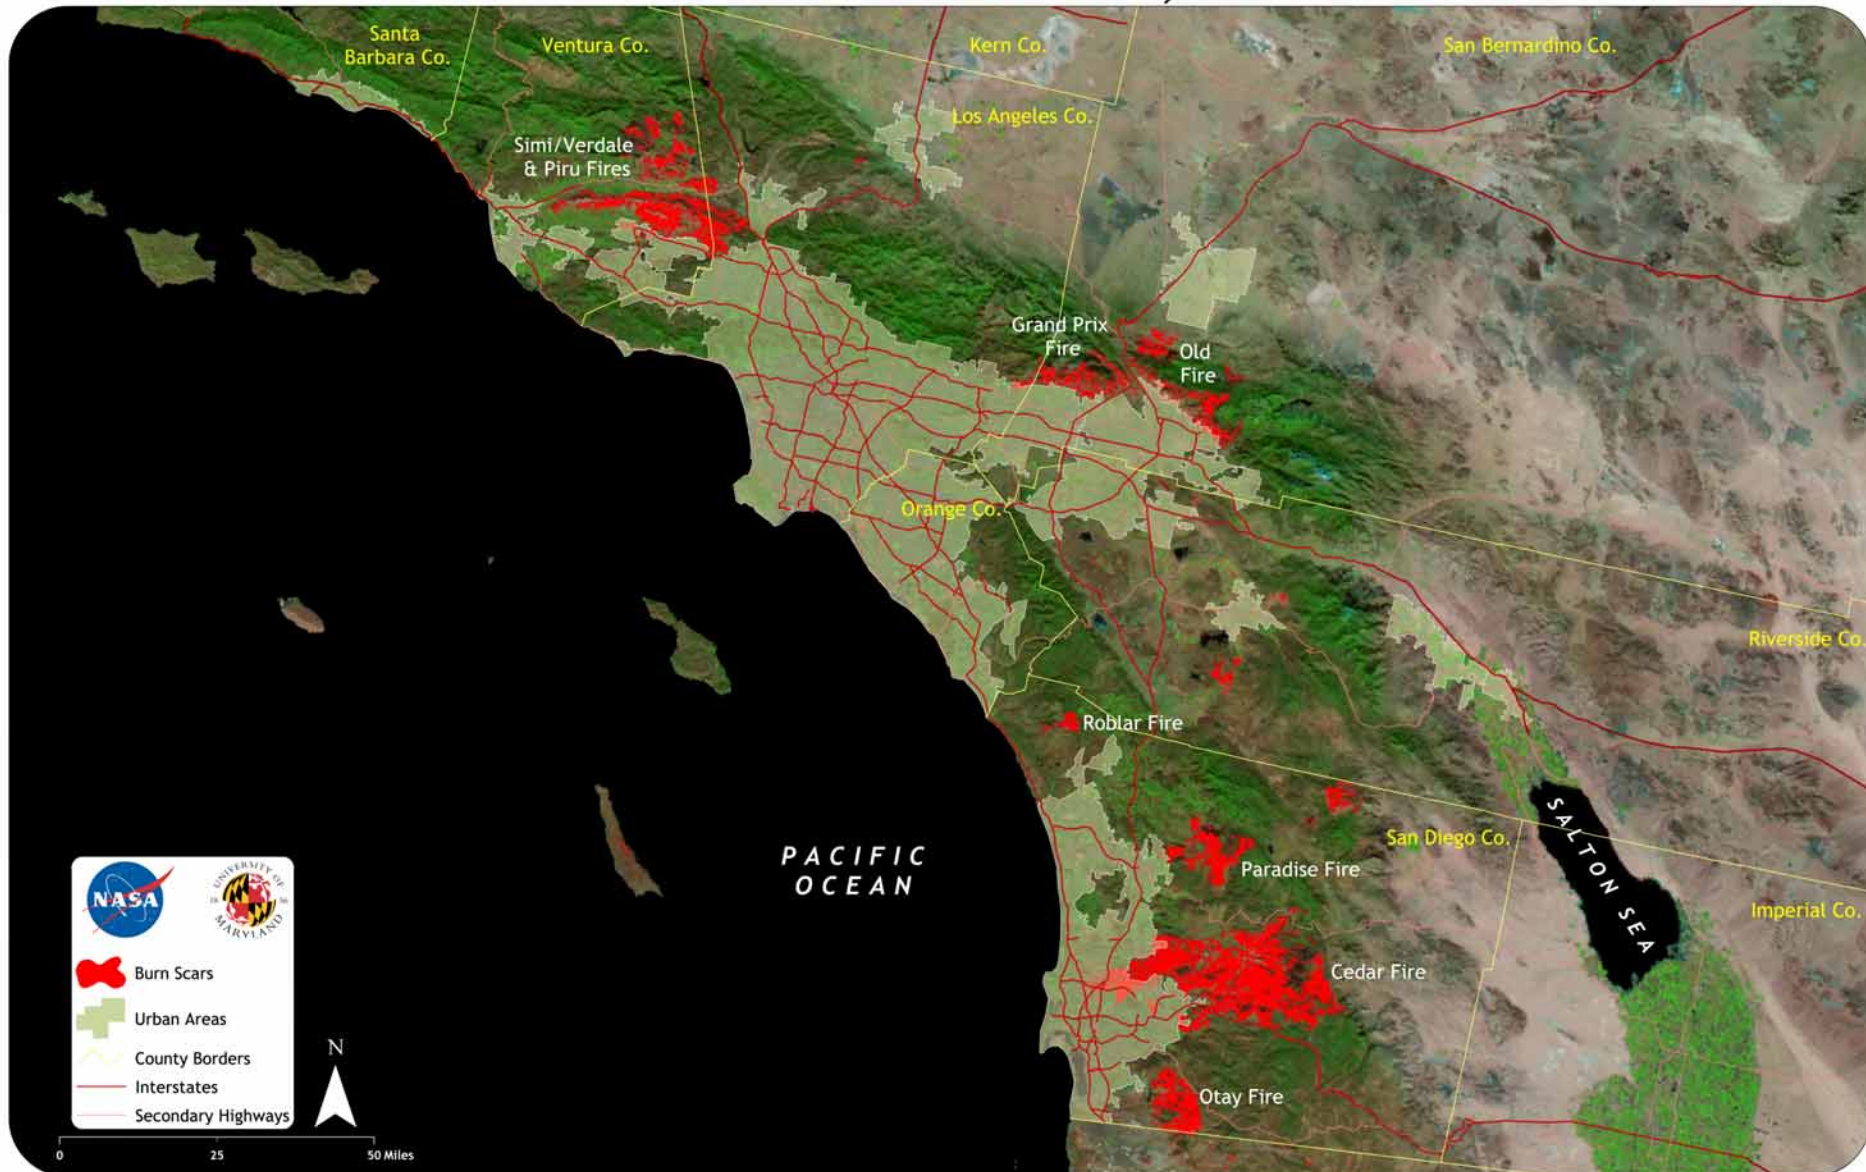 Santa
Barbara Co.
Ventura Co.
Kern Co.
San Bernardino Co.
Los Angeles Co.
Simi/Verdale
& Piru Fires
Grand Prix
Fire
Old
Fire
Orange Co.
Riverside Co.
Roblar Fire
San Diego Co.
SALTON SEA
PACIFIC
OCEAN
Paradise Fire
Imperial Co.
Cedar Fire
Otay Fire
NASA
UNIVERSITY OF
18 56
MARYLAND
Burn Scars
Urban Areas
County Borders
Interstates
Secondary Highways
N
0 25 50 Miles